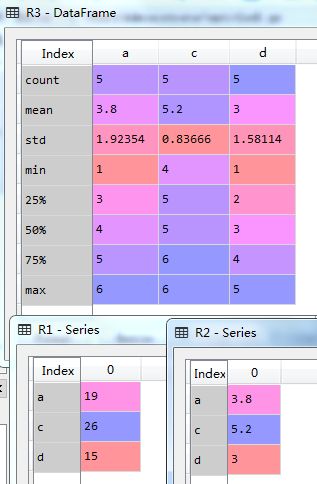 R3 - DataFrame
Index a c d
count 5 5 5
mean 3.8 5.2 3
std 1.92354 0.83666 1.58114
min 1 4 1
25% 3 5 2
50% 4 5 3
75% 5 6 4
max 6 6 5
R1 - Series
Index 0
a 19
c 26
d 15
R2 - Series
Index 0
a 3.8
c 5.2
d 3